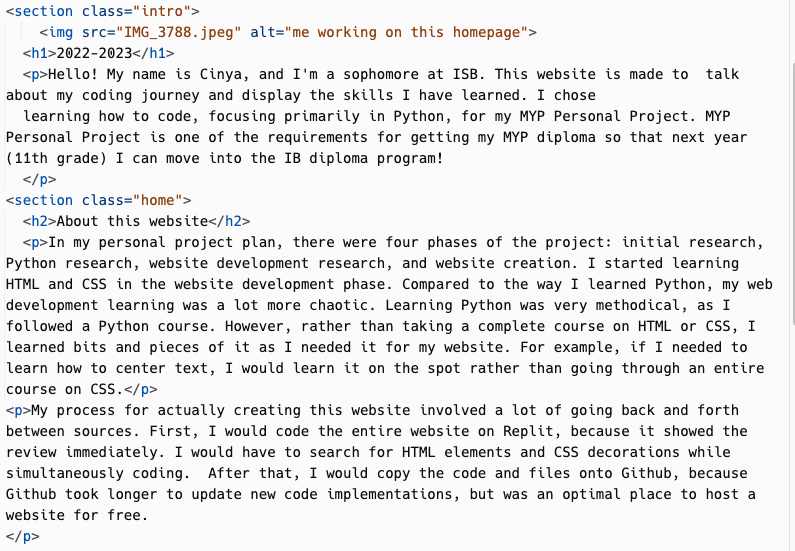 <section class="intro">
    <img src="IMG_3788.jpeg" alt="me working on this homepage">
  <h1>2022-2023</h1>
  <p>Hello! My name is Cinya, and I'm a sophomore at ISB. This website is made to  talk
about my coding journey and display the skills I have learned. I chose
  learning how to code, focusing primarily in Python, for my MYP Personal Project. MYP
Personal Project is one of the requirements for getting my MYP diploma so that next year
(11th grade) I can move into the IB diploma program!
  </p>
<section class="home">
  <h2>About this website</h2>
  <p>In my personal project plan, there were four phases of the project: initial research,
Python research, website development research, and website creation. I started learning
HTML and CSS in the website development phase. Compared to the way I learned Python, my web
development learning was a lot more chaotic. Learning Python was very methodical, as I
followed a Python course. However, rather than taking a complete course on HTML or CSS, I
learned bits and pieces of it as I needed it for my website. For example, if I needed to
learn how to center text, I would learn it on the spot rather than going through an entire
course on CSS.</p>
<p>My process for actually creating this website involved a lot of going back and forth
between sources. First, I would code the entire website on Replit, because it showed the
review immediately. I would have to search for HTML elements and CSS decorations while
simultaneously coding.  After that, I would copy the code and files onto Github, because
Github took longer to update new code implementations, but was an optimal place to host a
website for free.
</p>